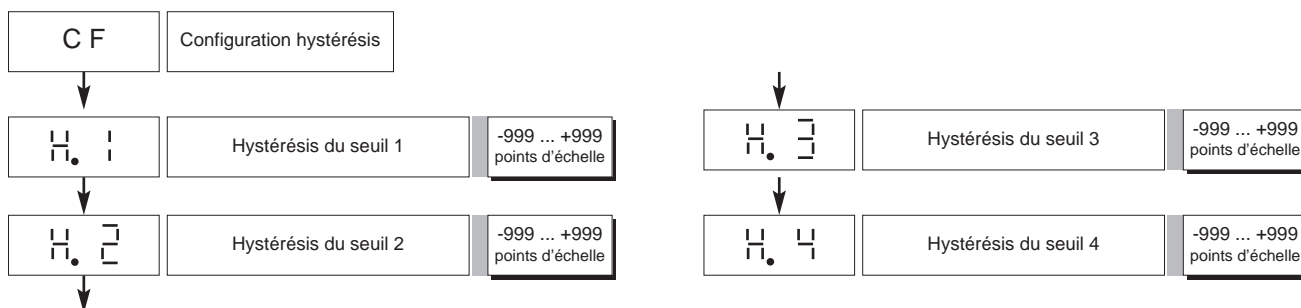 C F
Configuration hystérésis
H. 1
Hystérésis du seuil 1
-999 ... +999
points d'échelle
H. 2
Hystérésis du seuil 2
-999 ... +999
points d'échelle
H. 3
Hystérésis du seuil 3
-999 ... +999
points d'échelle
H. 4
Hystérésis du seuil 4
-999 ... +999
points d'échelle